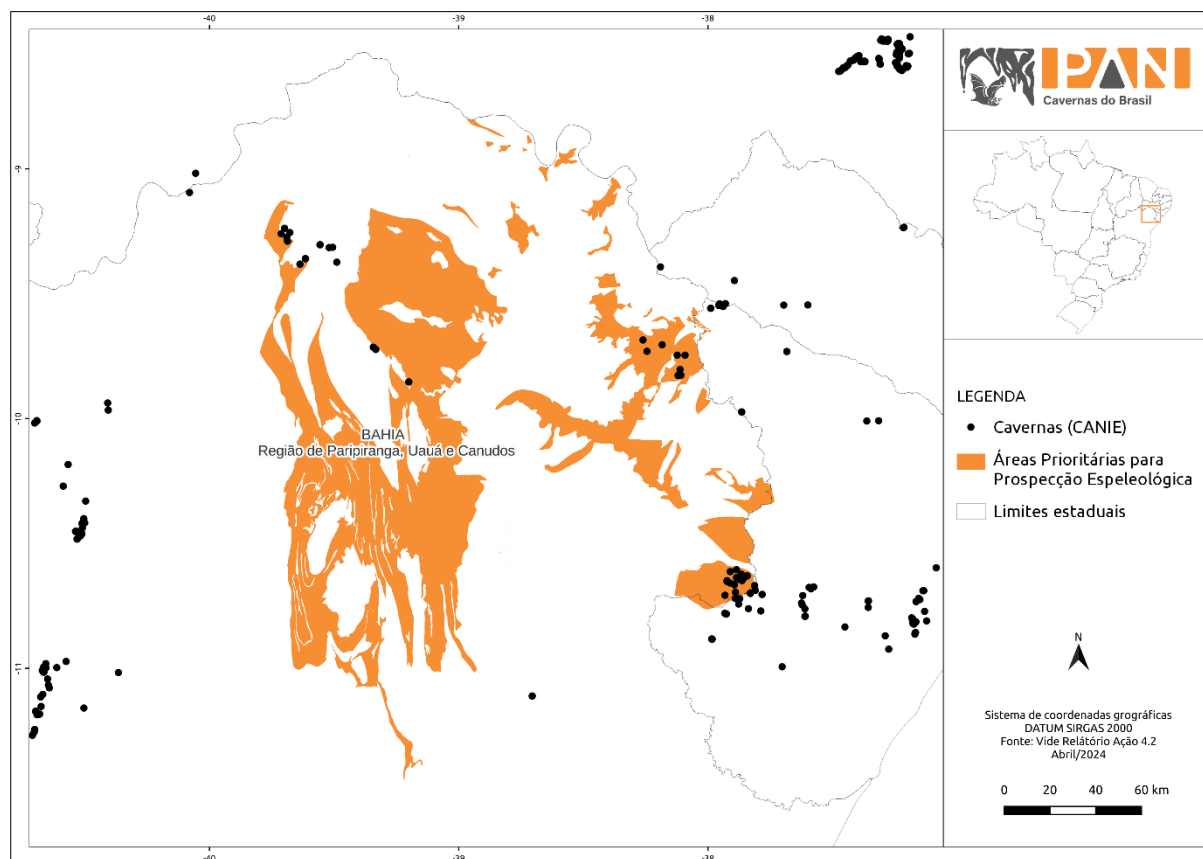 -40
-39
-38
-9
-10
-11
BAHIA
Região de Paripiranga, Uauá e Canudos
-40
-39
-38
PAN
Cavernas do Brasil
LEGENDA
Cavernas (CANIE)
Áreas Prioritárias para
Prospecção Espeleológica
Limites estaduais
N
Sistema de coordenadas grográficas
DATUM SIRGAS 2000
Fonte: Vide Relátório Ação 4.2
Abril/2024
0 20 40 60 km